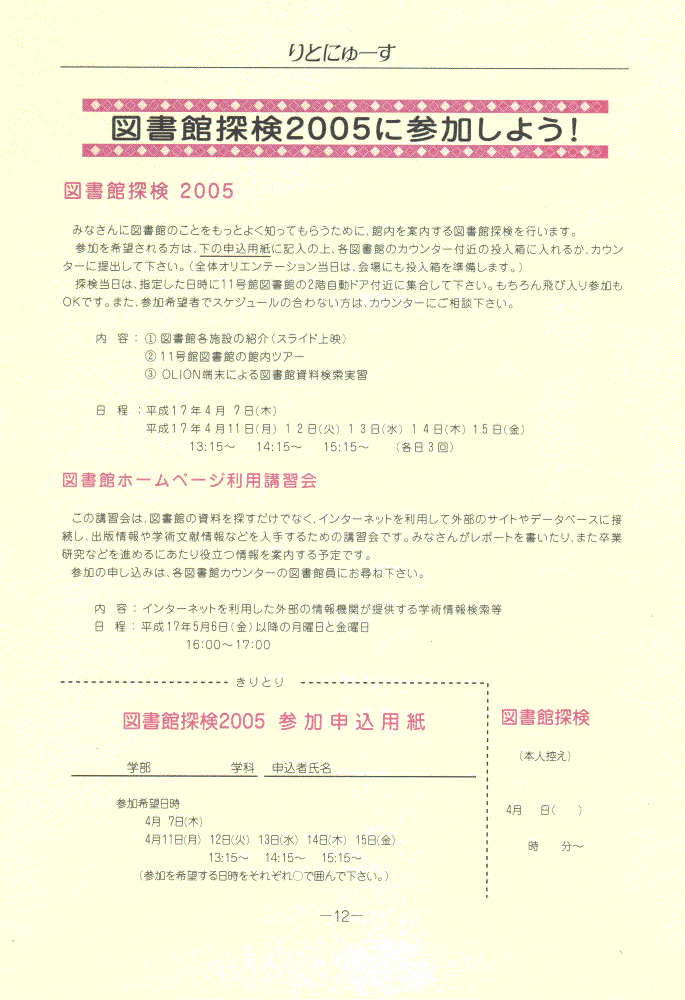 りとにゅーす
図書館探検2005に参加しよう!
図書館探検 2005
みなさんに図書館のことをもっとよく知ってもらうために、館内を案内する図書館探検を行います。
参加を希望される方は、下の申込用紙に記入の上、各図書館のカウンター付近の投入箱に入れるか、カウン
ターに提出して下さい。(全体オリエンテーション当日は、会場にも投入箱を準備します。)
探検当日は、指定した日時に11号館図書館の2階自動ドア付近に集合して下さい。もちろん飛び入り参加も
OKです。また、参加希望者でスケジュールの合わない方は、カウンターにご相談下さい。
内 容:① 図書館各施設の紹介(スライド上映)
② 11号館図書館の館内ツアー
③ OLION端末による図書館資料検索実習
日 程:平成17年4月 7日(木)
平成17年4月11日(月) 12日(火) 13日(水) 14日(木) 15日(金)
13:15~ 14:15~ 15:15~ (各日3回)
図書館ホームページ利用講習会
この講習会は、図書館の資料を探すだけでなく、インターネットを利用して外部のサイトやデータベースに接
続し、出版情報や学術文献情報などを入手するための講習会です。みなさんがレポートを書いたり、また卒業
研究などを進めるにあたり役立つ情報を案内する予定です。
参加の申し込みは、各図書館カウンターの図書館員にお尋ね下さい。
内 容:インターネットを利用した外部の情報機関が提供する学術情報検索等
日 程:平成17年5月6日(金)以降の月曜日と金曜日
16:00~17:00
きりとり
図書館探検2005 参加申込用紙
学部 学科 申込者氏名
参加希望日時
4月 7日(木)
4月11日(月) 12日(火) 13日(水) 14日(木) 15日(金)
13:15~ 14:15~ 15:15~
(参加を希望する日時をそれぞれ○で囲んで下さい。)
図書館探検
(本人控え)
4月 日( )
時 分~
-12-